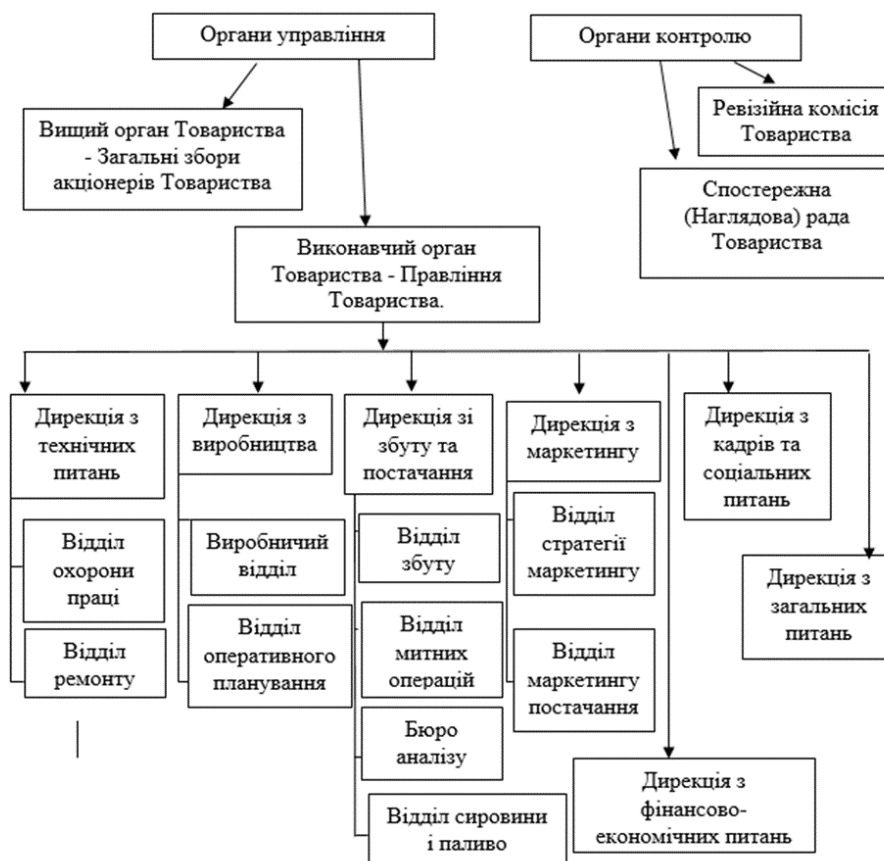 Органи управління
Органи контролю
Вищий орган Товариства
- Загальні збори
акціонерів Товариства
Ревізійна комісія
Товариства
Спостережна
(Наглядова) рада
Товариства
Виконавчий орган
Товариства - Правління
Товариства.
Дирекція з
технічних
питань
Дирекція з
виробництва
Дирекція зі
збуту та
постачання
Дирекція з
маркетингу
Дирекція з
кадрів та
соціальних
питань
Відділ
охорони
праці
Виробничий
відділ
Відділ
збуту
Відділ
стратегії
маркетингу
Дирекція з
загальних
питань
Відділ
ремонту
Відділ
оперативного
планування
Відділ
митних
операцій
Відділ
маркетингу
постачання
Бюро
аналізу
Дирекція з
фінансово-
економічних питань
Відділ сировини
і паливо